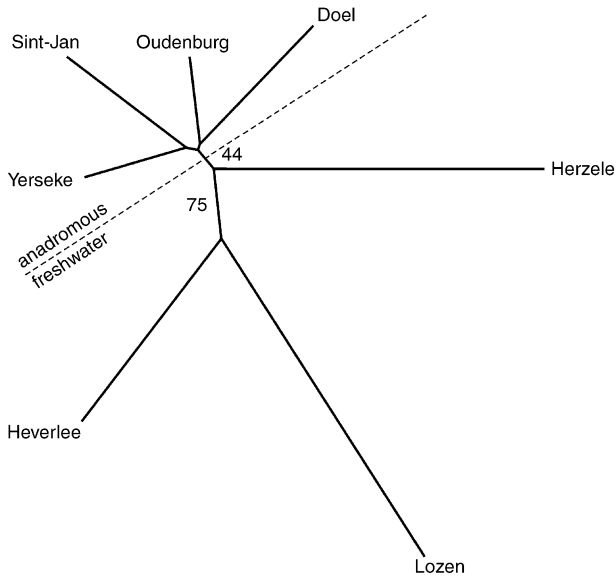 Doel
Sint-Jan
Oudenburg
44
Herzele
Yerseke
75
anadromous
freshwater
Heverlee
Lozen